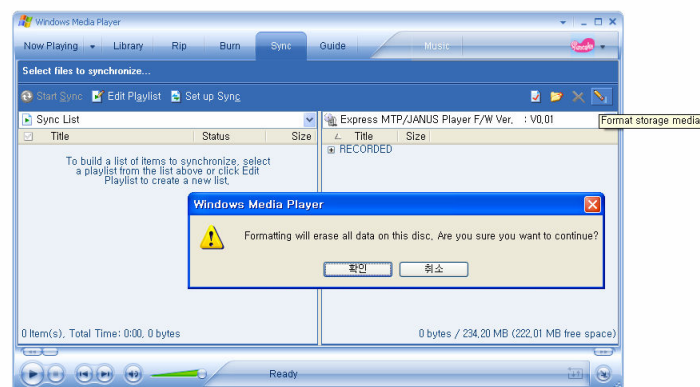 Windows Media Player
Now Playing Library Rip Burn Sync Guide Music
Select files to synchronize...
Start Sync Edit Playlist Set up Sync
Sync List Express MTP/JANUS Player F/W Ver. : V0.01
Format storage media
Title Status Size Title Size
RECORDED
To build a list of items to synchronize, select
a playlist from the list above or click Edit
Playlist to create a new list.
Windows Media Player
Formatting will erase all data on this disc, Are you sure you want to continue?
확인 취소
0 Item(s), Total Time: 0:00, 0 bytes 0 bytes / 234,20 MB (222,01 MB free space)
Ready